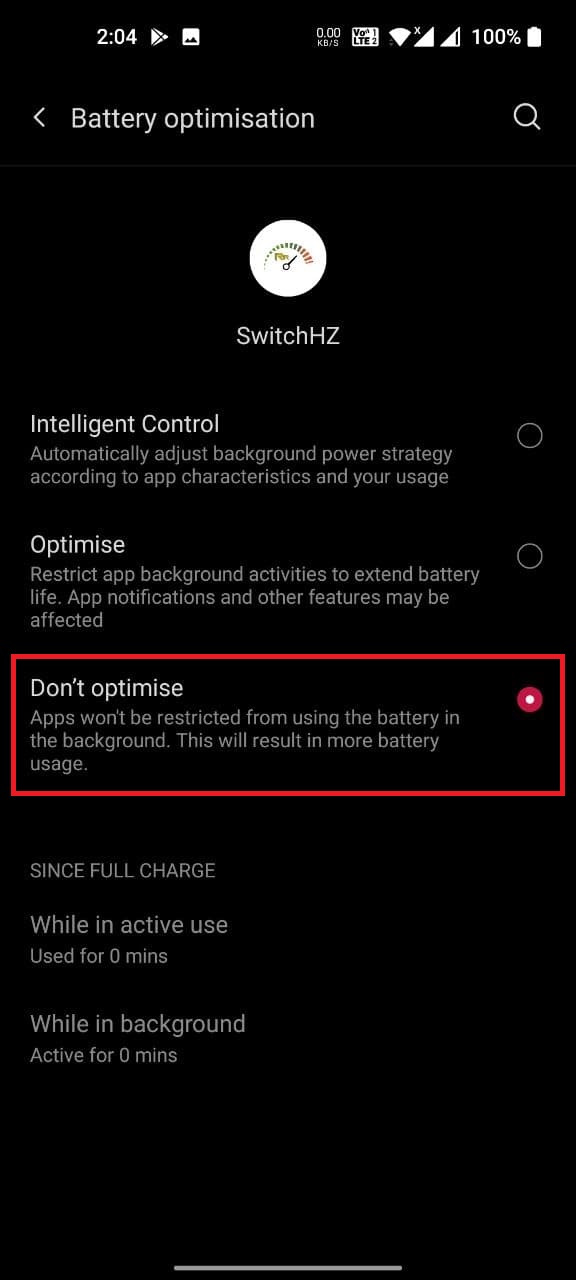 2:04
0.00
KB/S
Vo 1
LTE 2
X
100%
Battery optimisation
SwitchHZ
Intelligent Control
Automatically adjust background power strategy
according to app characteristics and your usage
Optimise
Restrict app background activities to extend battery
life. App notifications and other features may be
affected
Don’t optimise
Apps won't be restricted from using the battery in
the background. This will result in more battery
usage.
SINCE FULL CHARGE
While in active use
Used for 0 mins
While in background
Active for 0 mins